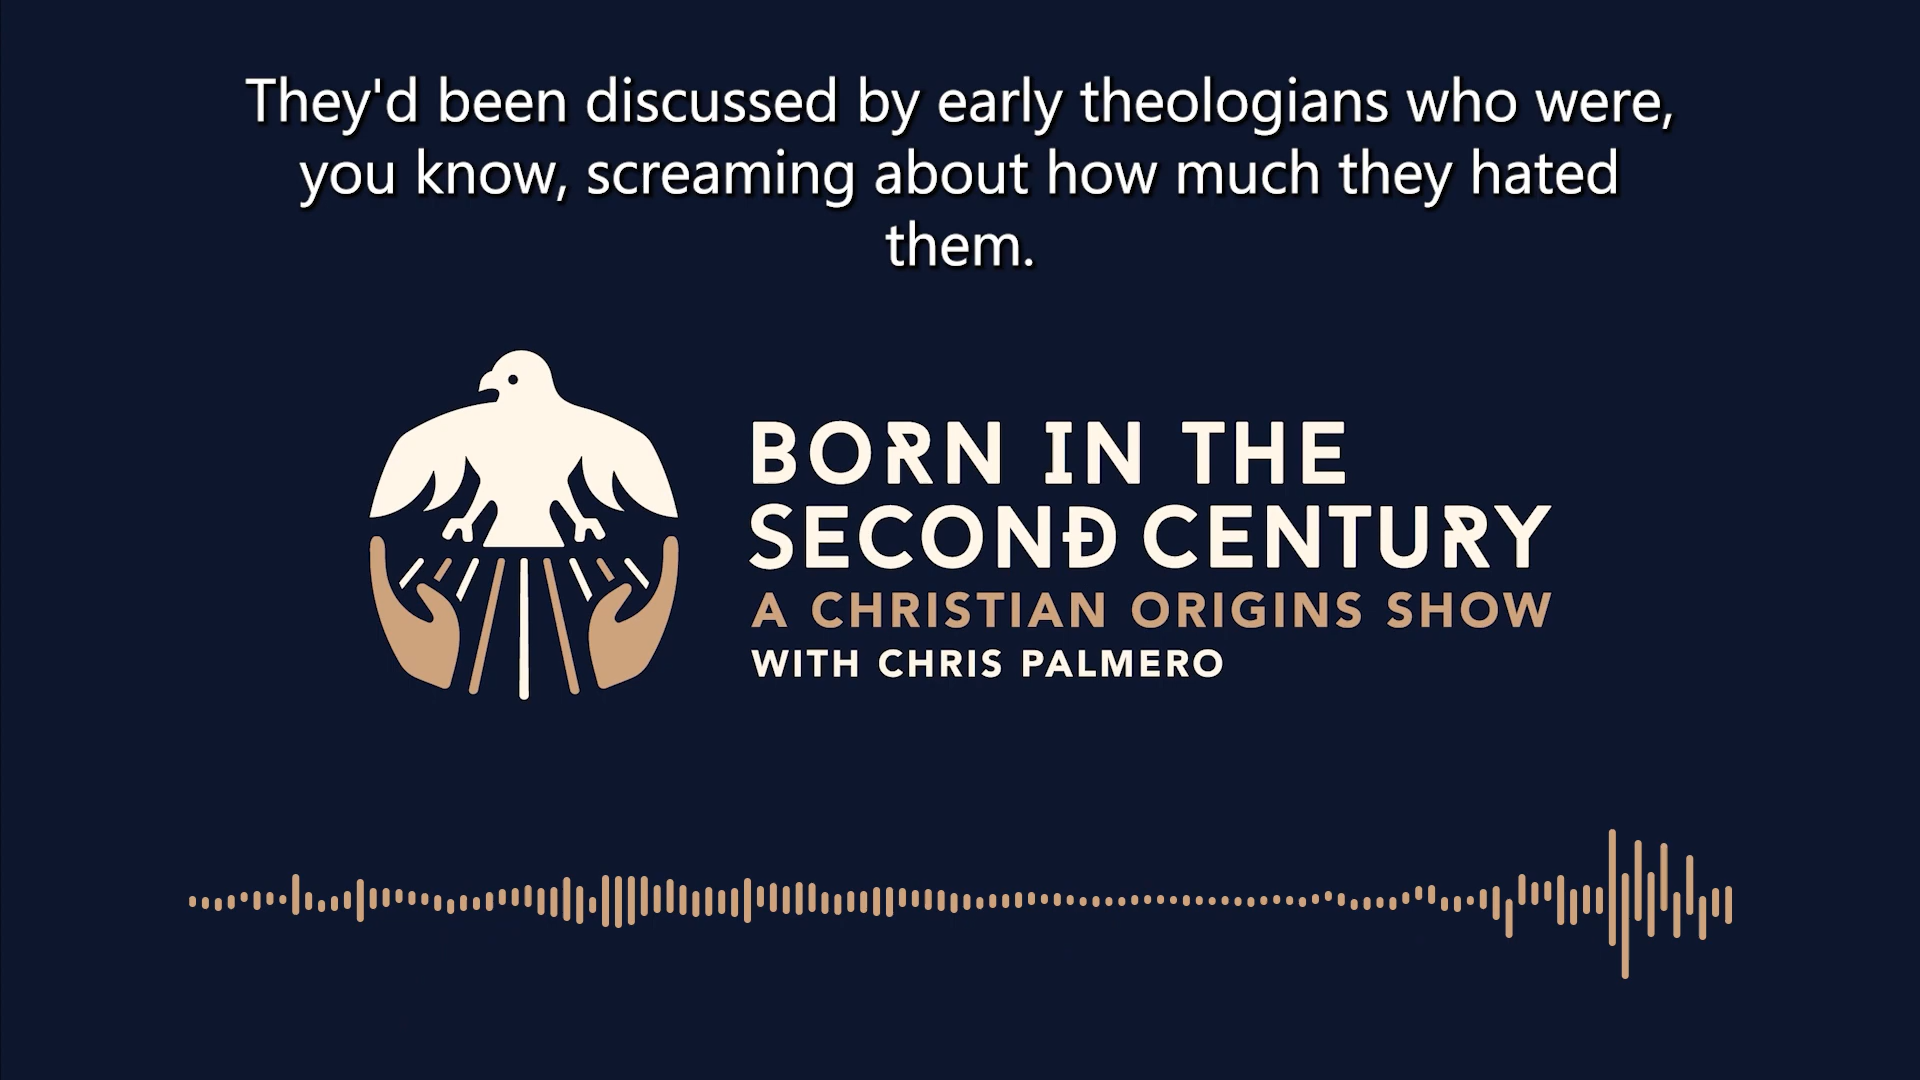 They'd been discussed by early theologians who were,
you know, screaming about how much they hated
them.
BORN IN THE
SECOND CENTURY
A CHRISTIAN ORIGINS SHOW
WITH CHRIS PALMERO